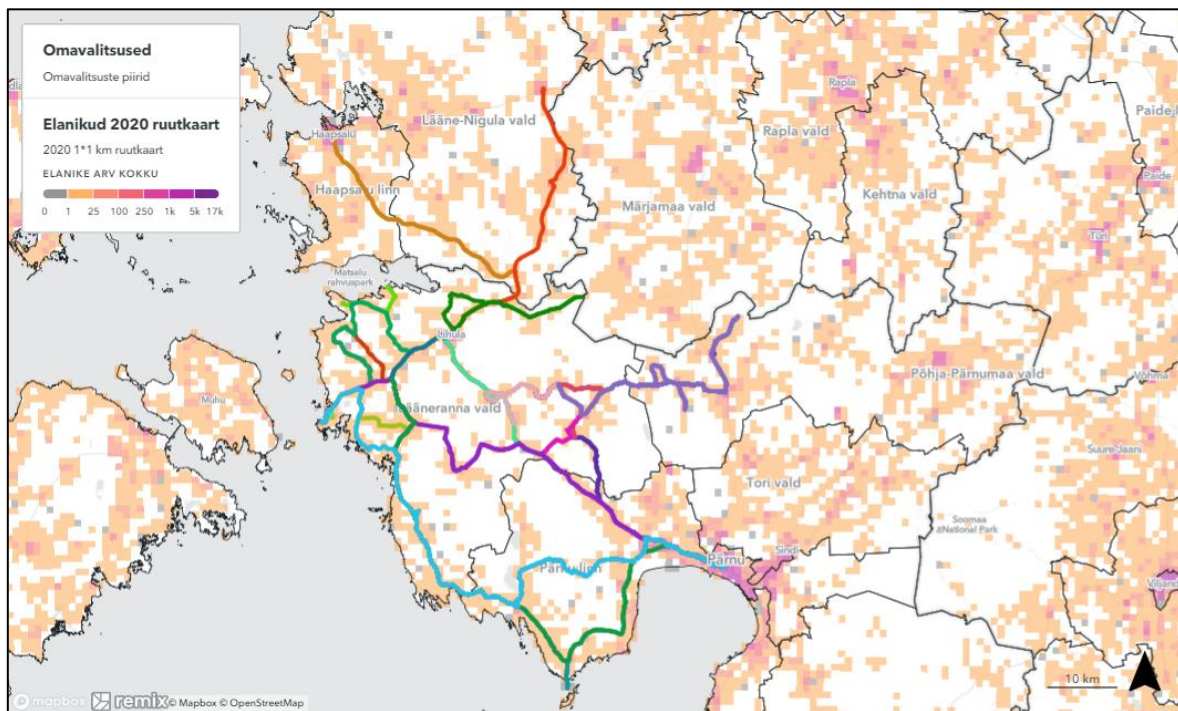 Omavalitsused
Omavalitsuste piirid
Elanikud 2020 ruutkaart
2020 1*1 km ruutkaart
ELANIKE ARV KOKKU
0 1 25 100 250 1k 5k 17k
Lääne-Nigula vald
Rapla
Paide
Haapsalu
Rapla vald
Paide
Haapsalu linn
Märjamaa vald
Kehtna vald
Türi
Matsalu
rahvuspark
Lihula
Muhu
Lääneranna vald
Põhja-Pärnumaa vald
Võhma
Suure-Jaani
Tori vald
Soomaa
National Park
Sindi
Pärnu linn
Pärnu
10 km
mapbox remix © Mapbox © OpenStreetMap